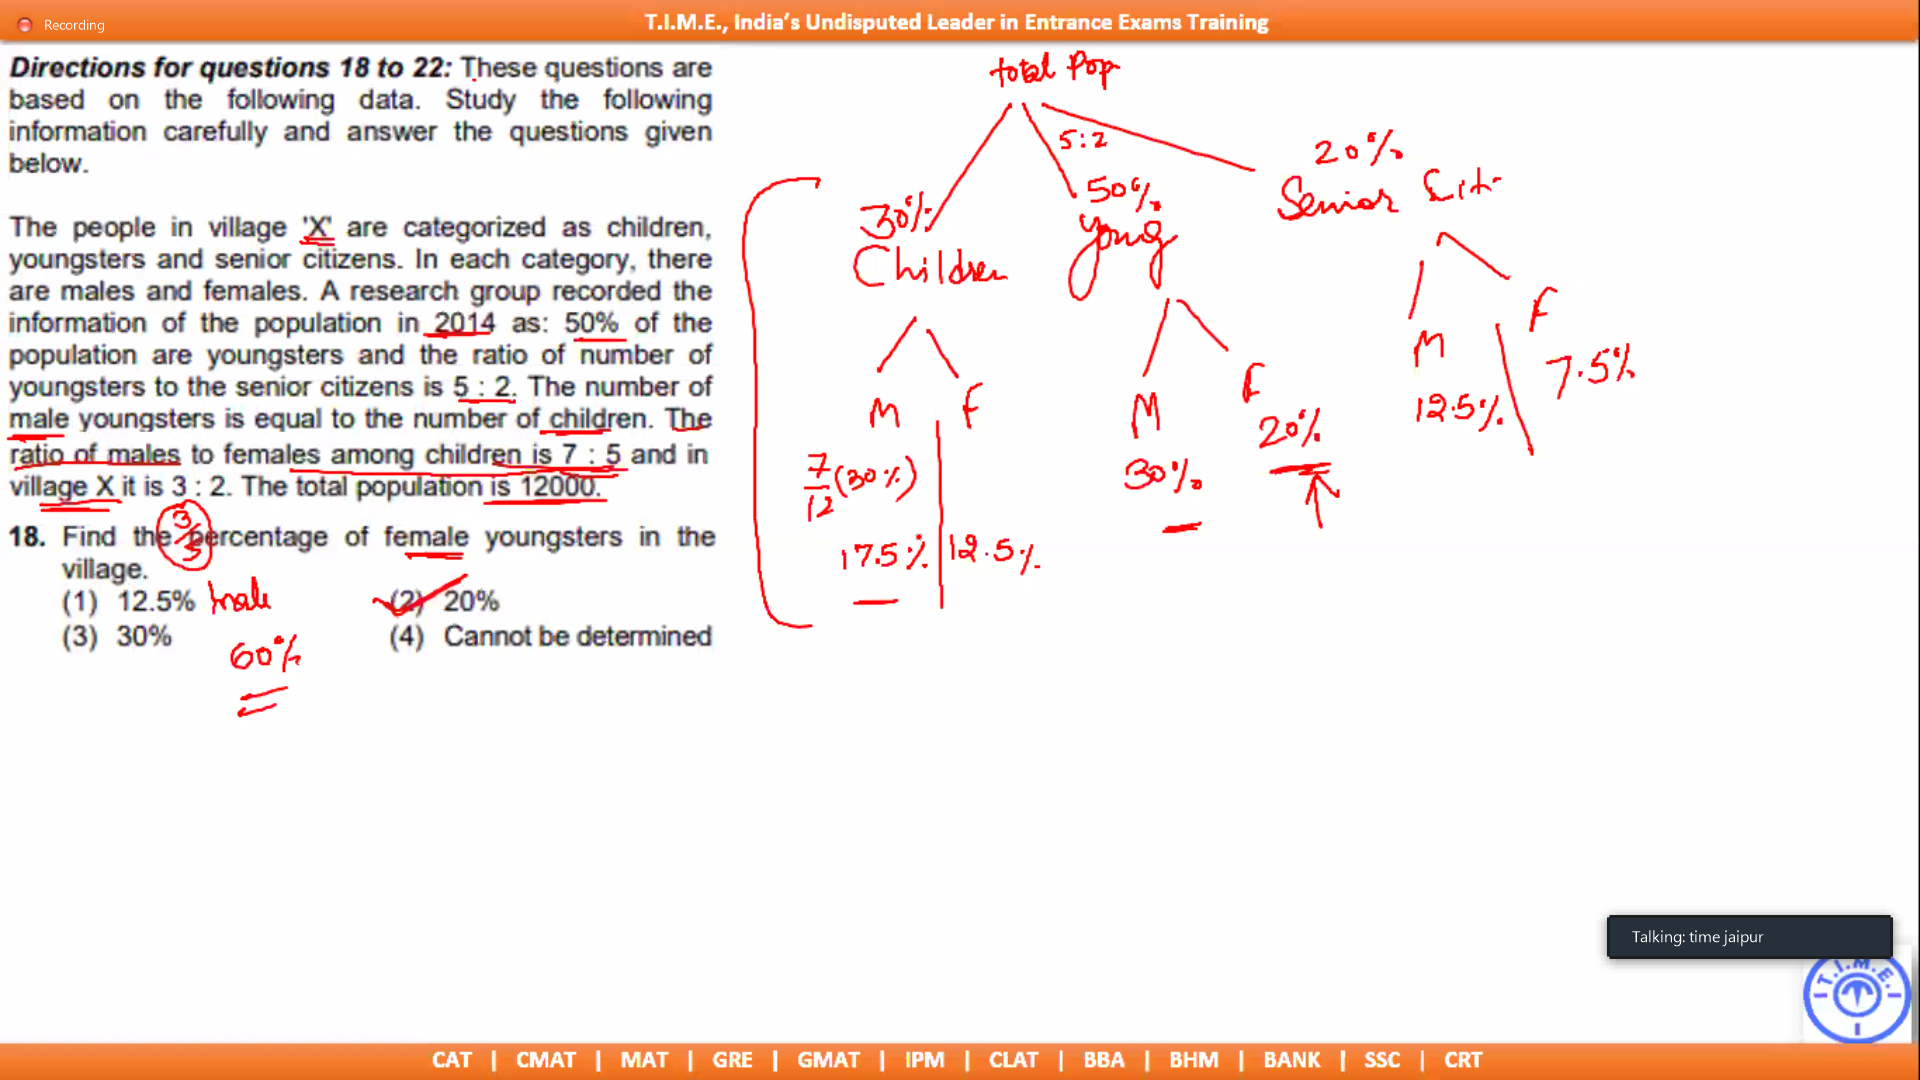 Recording
T.I.M.E., India's Undisputed Leader in Entrance Exams Training
Directions for questions 18 to 22: These questions are
based on the following data. Study the following
information carefully and answer the questions given
below.
The people in village 'X' are categorized as children,
youngsters and senior citizens. In each category, there
are males and females. A research group recorded the
information of the population in 2014 as: 50% of the
population are youngsters and the ratio of number of
youngsters to the senior citizens is 5 : 2. The number of
male youngsters is equal to the number of children. The
ratio of males to females among children is 7 : 5 and in
village X it is 3 : 2. The total population is 12000.
3/5
18. Find the percentage of female youngsters in the
village.
(1) 12.5% male (2) 20%
(3) 30% (4) Cannot be determined
60%
total Pop
5:2
30% 50% 20%
Children Young Senior Citi
M F M F M F
7/12 (30%)
17.5% 12.5%
30% 20%
12.5% 7.5%
Talking: time jaipur
T.I.M.E.
CAT | CMAT | MAT | GRE | GMAT | IPM | CLAT | BBA | BHM | BANK | SSC | CRT